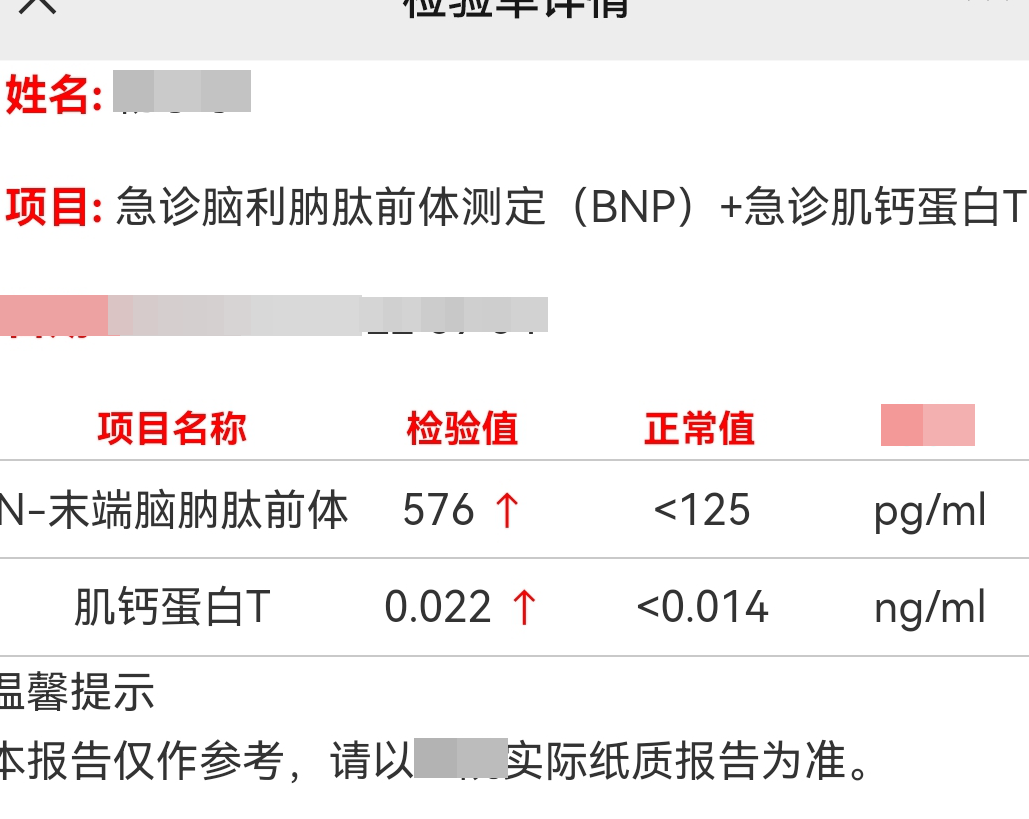 检验单详情
姓名:
项目: 急诊脑利肭肽前体测定（BNP）+急诊肌钙蛋白T
项目名称 检验值 正常值
N-末端脑肭肽前体 576 ↑ <125 pg/ml
肌钙蛋白T 0.022 ↑ <0.014 ng/ml
温馨提示
本报告仅作参考，请以 实际纸质报告为准。